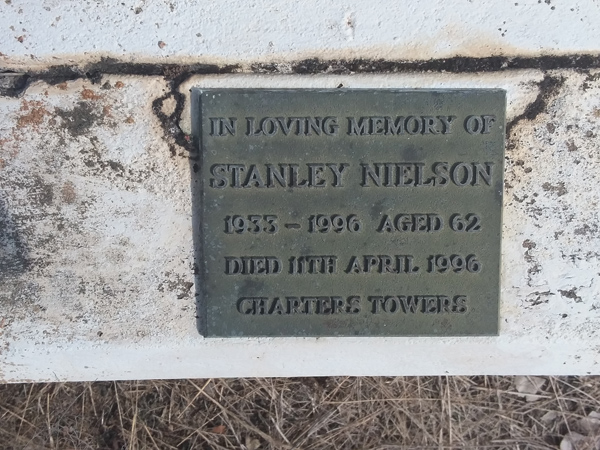 IN LOVING MEMORY OF
STANLEY NIELSON
1933 - 1996 AGED 62
DIED 11TH APRIL 1996
CHARTERS TOWERS